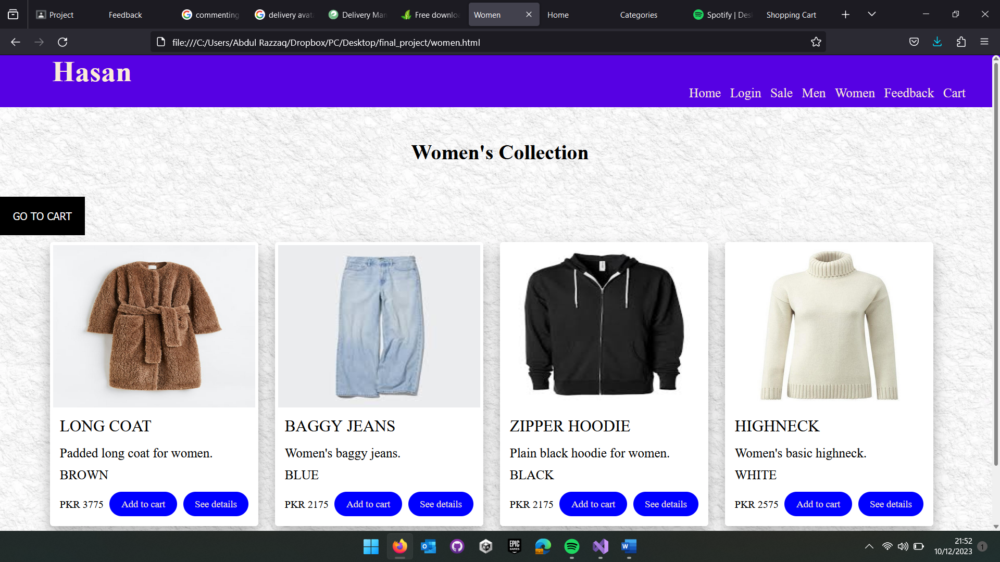 Project
Feedback
commenting
delivery avat
Delivery Man
Free downlo
Women
Home
Categories
Spotify | Des
Shopping Cart
file:///C:/Users/Abdul Razzaq/Dropbox/PC/Desktop/final_project/women.html
Hasan
Home Login Sale Men Women Feedback Cart
Women's Collection
GO TO CART
LONG COAT
Padded long coat for women.
BROWN
PKR 3775 Add to cart See details
BAGGY JEANS
Women's baggy jeans.
BLUE
PKR 2175 Add to cart See details
ZIPPER HOODIE
Plain black hoodie for women.
BLACK
PKR 2175 Add to cart See details
HIGHNECK
Women's basic highneck.
WHITE
PKR 2575 Add to cart See details
EPIC
GAMES
21:52
10/12/2023
1